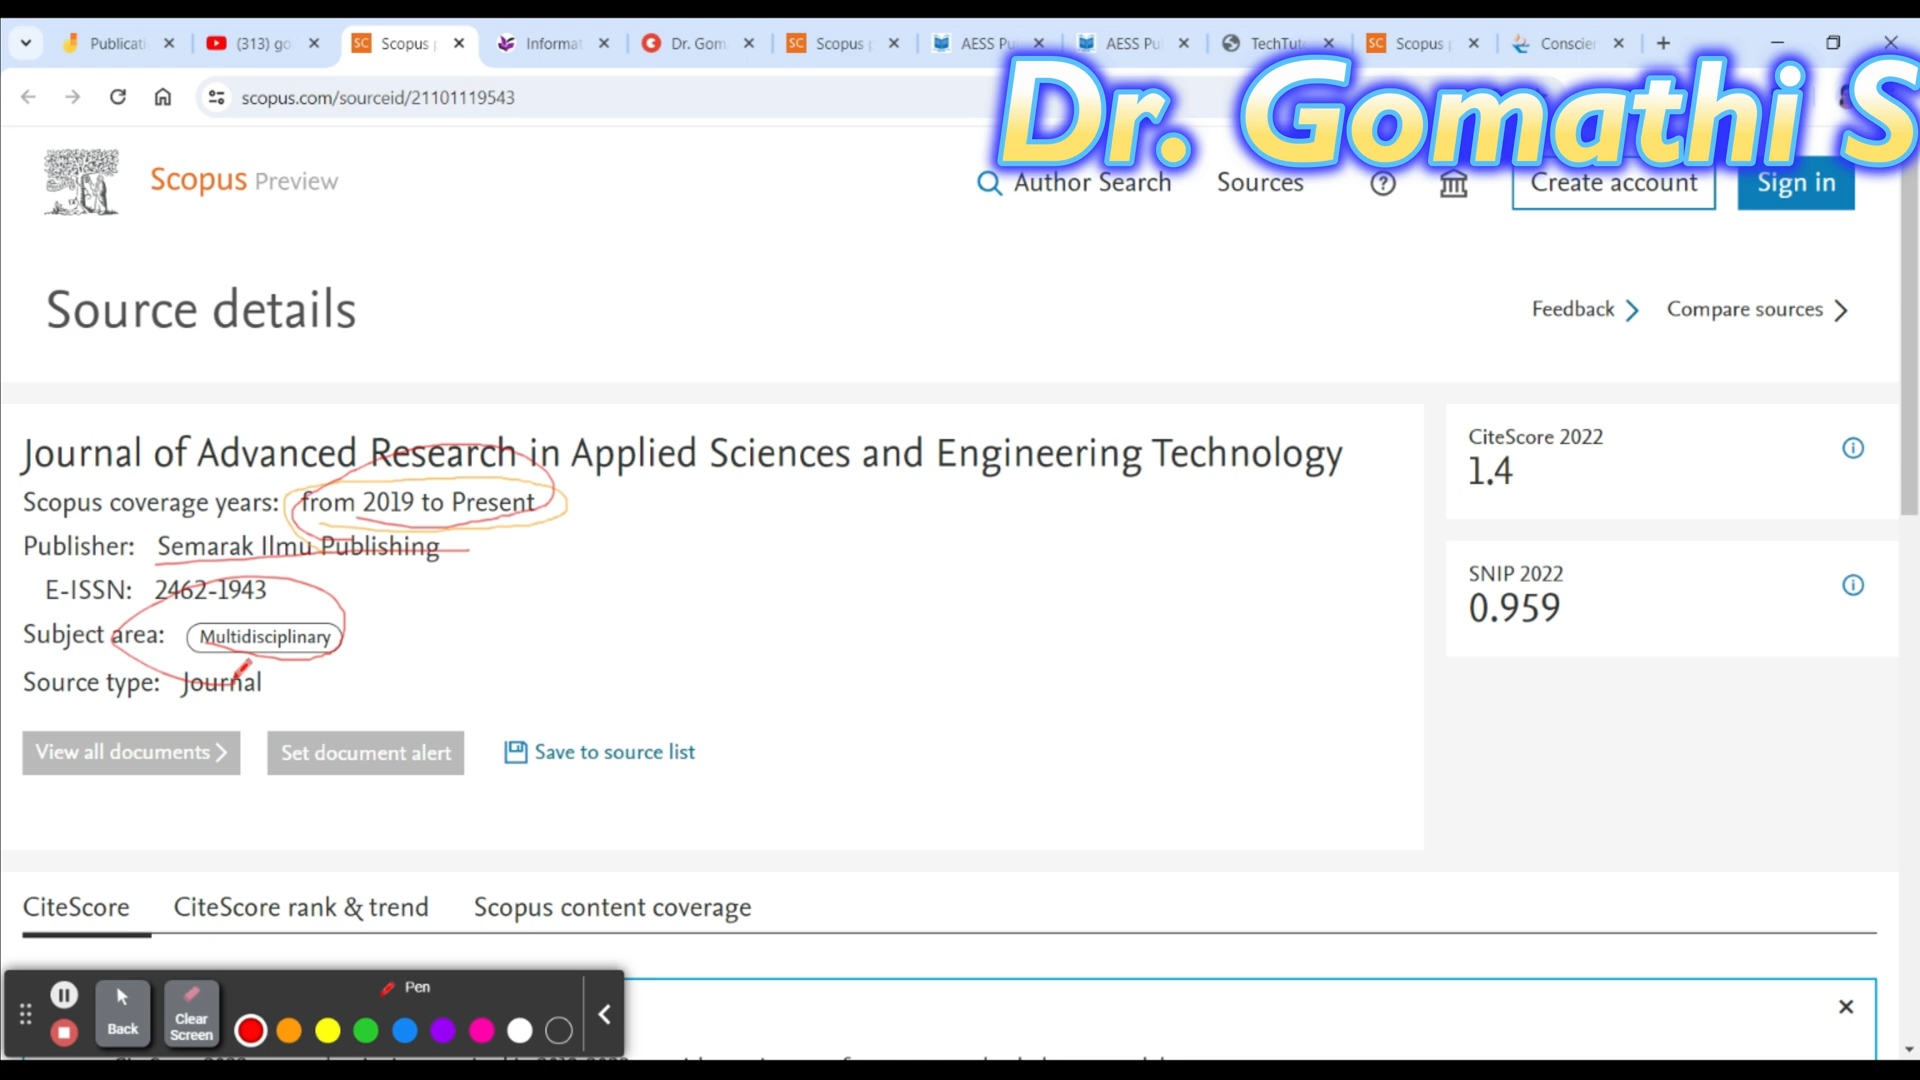 Publicati
(313) go
Scopus
Informat
Dr. Gom
Scopus
AESS Pu
AESS Pu
TechTut
Scopus
Conscie
scopus.com/sourceid/21101119543
Dr. Gomathi S
Scopus Preview
Author Search
Sources
Create account
Sign in
Source details
Feedback
Compare sources
Journal of Advanced Research in Applied Sciences and Engineering Technology
Scopus coverage years: from 2019 to Present
Publisher: Semarak Ilmu Publishing
E-ISSN: 2462-1943
Subject area: Multidisciplinary
Source type: Journal
View all documents
Set document alert
Save to source list
CiteScore 2022
1.4
SNIP 2022
0.959
CiteScore
CiteScore rank & trend
Scopus content coverage
Pen
Back
Clear
Screen